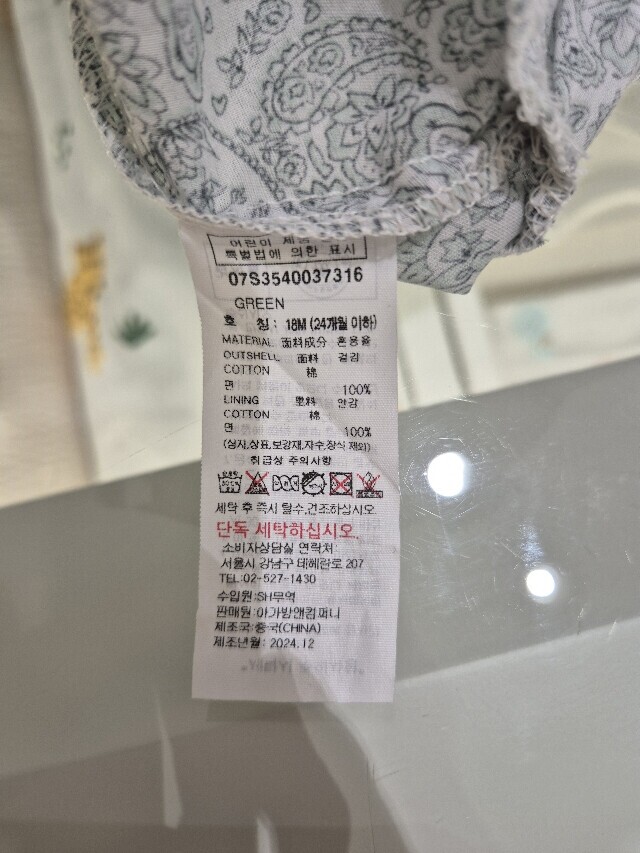 어린이 제품
특별법에 의한 표시
07S3540037316
GREEN
호 칭: 18M (24개월 이하)
MATERIAL 面料成分 혼용율
OUTSHELL 面料 겉감
COTTON 棉
면 100%
LINING 里料 안감
COTTON 棉
면 100%
(상자,상표,보강재,자수,장식 제외)
취급상 주의사항
세탁 후 즉시 탈수,건조하십시오.
단독 세탁하십시오.
소비자상담실 연락처:
서울시 강남구 테헤란로 207
TEL:02-527-1430
수입원:SH무역
판매원:아가방앤컴퍼니
제조국:중국(CHINA)
제조년월: 2024.12